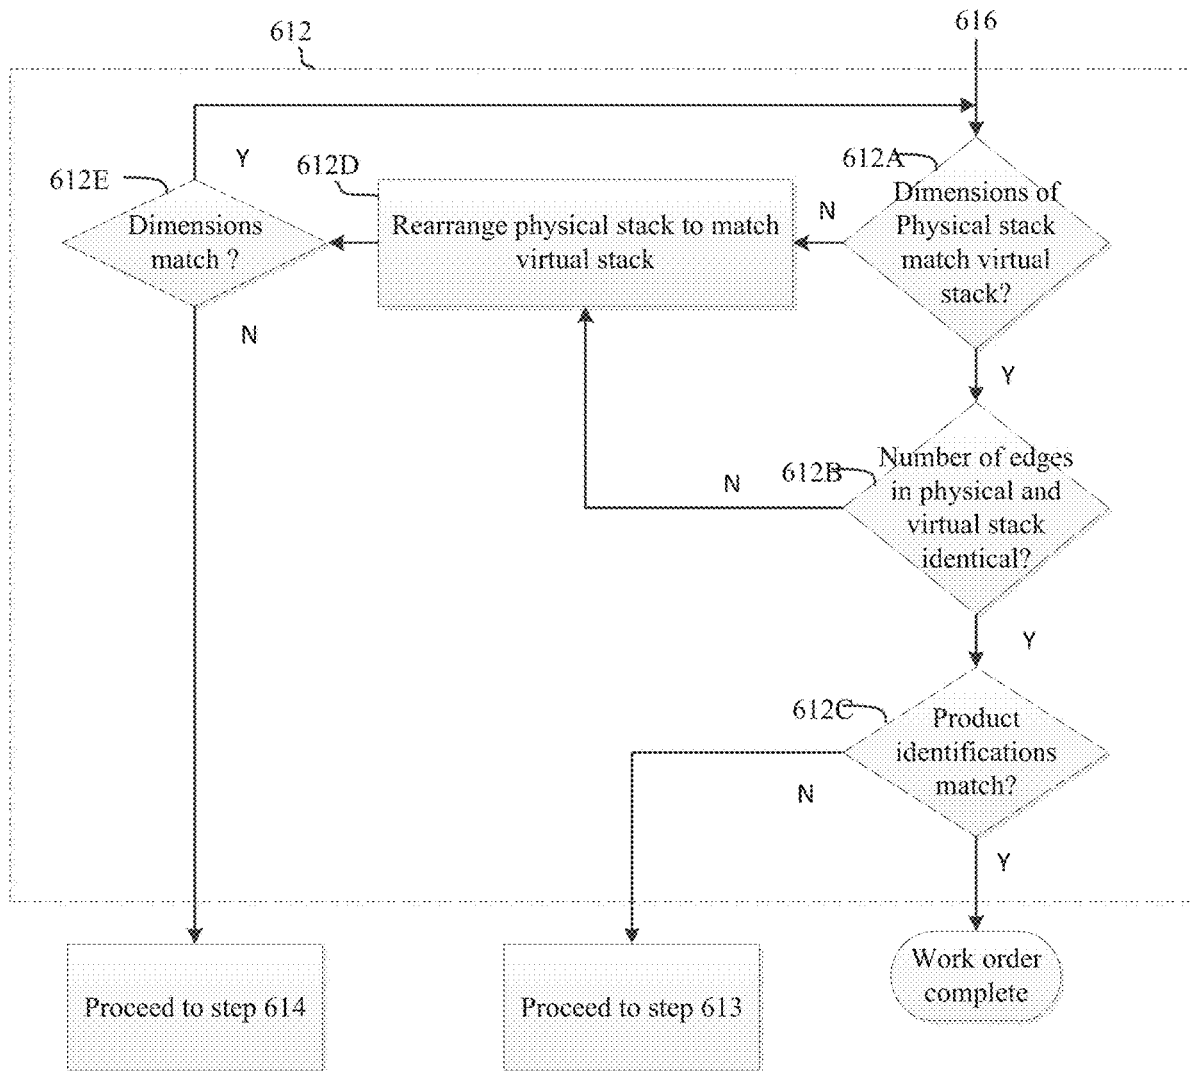 612
616
612A
Dimensions of
Physical stack
match virtual
stack?
N
Y
612D
Rearrange physical stack to match
virtual stack
612E
Dimensions
match ?
Y
N
612B
Number of edges
in physical and
virtual stack
identical?
N
Y
612C
Product
identifications
match?
N
Y
Proceed to step 614
Proceed to step 613
Work order
complete